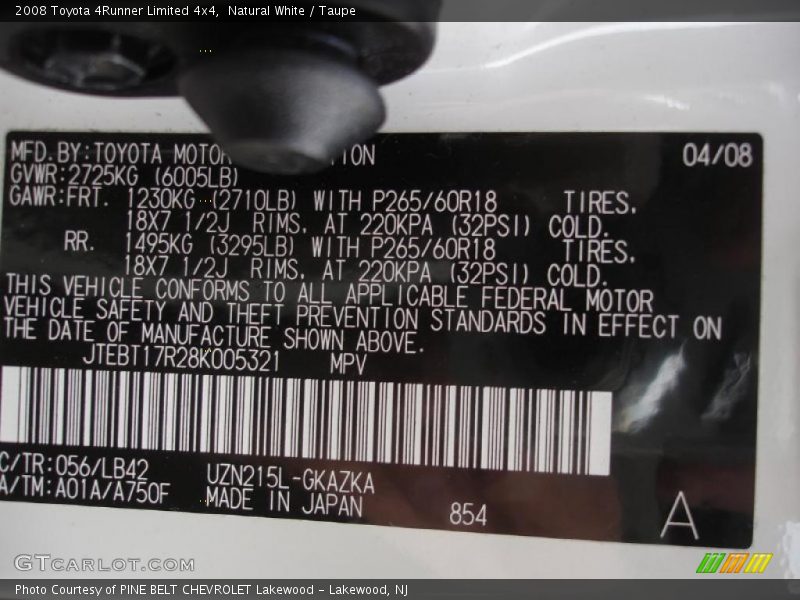 2008 Toyota 4Runner Limited 4x4, Natural White / Taupe
MFD.BY:TOYOTA MOTOR 04/08
GVWR:2725KG (6005LB)
GAWR:FRT. 1230KG (2710LB) WITH P265/60R18 TIRES.
18X7 1/2J RIMS. AT 220KPA (32PSI) COLD.
RR. 1495KG (3295LB) WITH P265/60R18 TIRES.
18X7 1/2J RIMS. AT 220KPA (32PSI) COLD.
THIS VEHICLE CONFORMS TO ALL APPLICABLE FEDERAL MOTOR
VEHICLE SAFETY AND THEFT PREVENTION STANDARDS IN EFFECT ON
THE DATE OF MANUFACTURE SHOWN ABOVE.
JTEBT17R28K005321 MPV
C/TR:056/LB42 UZN215L-GKAZKA
A/TM:A01A/A750F MADE IN JAPAN 854 A
GTCARLOT.COM
Photo Courtesy of PINE BELT CHEVROLET Lakewood - Lakewood, NJ